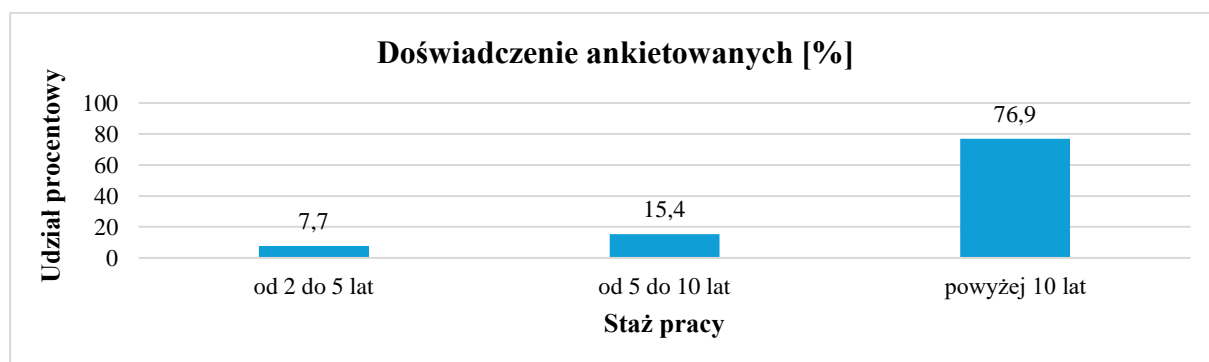 Doświadczenie ankietowanych [%]
Udział procentowy
100
80
60
40
20
0
7,7
15,4
76,9
od 2 do 5 lat
od 5 do 10 lat
powyżej 10 lat
Staż pracy